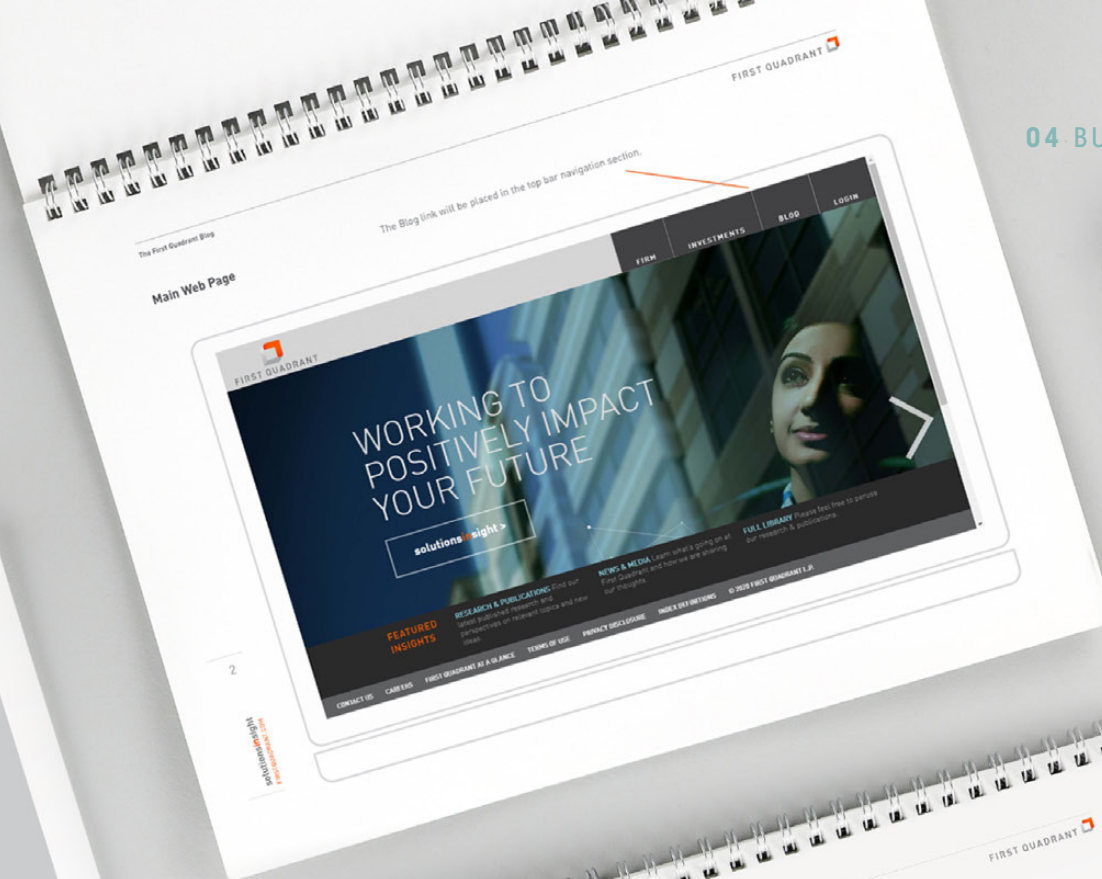 FIRST QUADRANT
04 BU
The Blog link will be placed in the top bar navigation section.
The First Quadrant Blog
Main Web Page
FIRM
INVESTMENTS
BLOG
LOGIN
FIRST QUADRANT
WORKING TO
POSITIVELY IMPACT
YOUR FUTURE
solutionsinsight >
FEATURED
INSIGHTS
RESEARCH & PUBLICATIONS Find our
latest published research and
perspectives on relevant topics and new
ideas.
NEWS & MEDIA Learn what's going on at
First Quadrant and how we are sharing
our thoughts.
FULL LIBRARY Please feel free to peruse
our research & publications.
CONTACT US
CAREERS
FIRST QUADRANT AT A GLANCE
TERMS OF USE
PRIVACY DISCLOSURE
INDEX DEFINITIONS
© 2020 FIRST QUADRANT L.P.
2
solutionsinsight
FIRSTQUADRANT.COM
FIRST QUADRANT